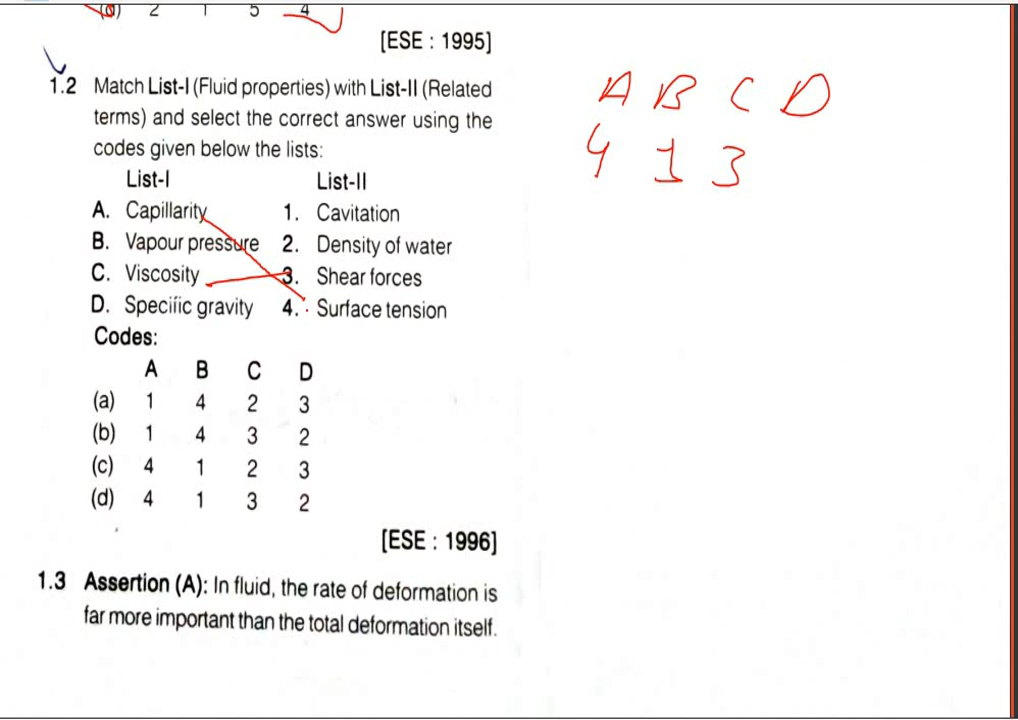 (d) 2 1 5 4
[ESE : 1995]
1.2 Match List-I (Fluid properties) with List-II (Related
terms) and select the correct answer using the
codes given below the lists:
List-I List-II
A. Capillarity 1. Cavitation
B. Vapour pressure 2. Density of water
C. Viscosity 3. Shear forces
D. Specific gravity 4. Surface tension
Codes:
A B C D
(a) 1 4 2 3
(b) 1 4 3 2
(c) 4 1 2 3
(d) 4 1 3 2
[ESE : 1996]
1.3 Assertion (A): In fluid, the rate of deformation is
far more important than the total deformation itself.
A B C D
4 1 3